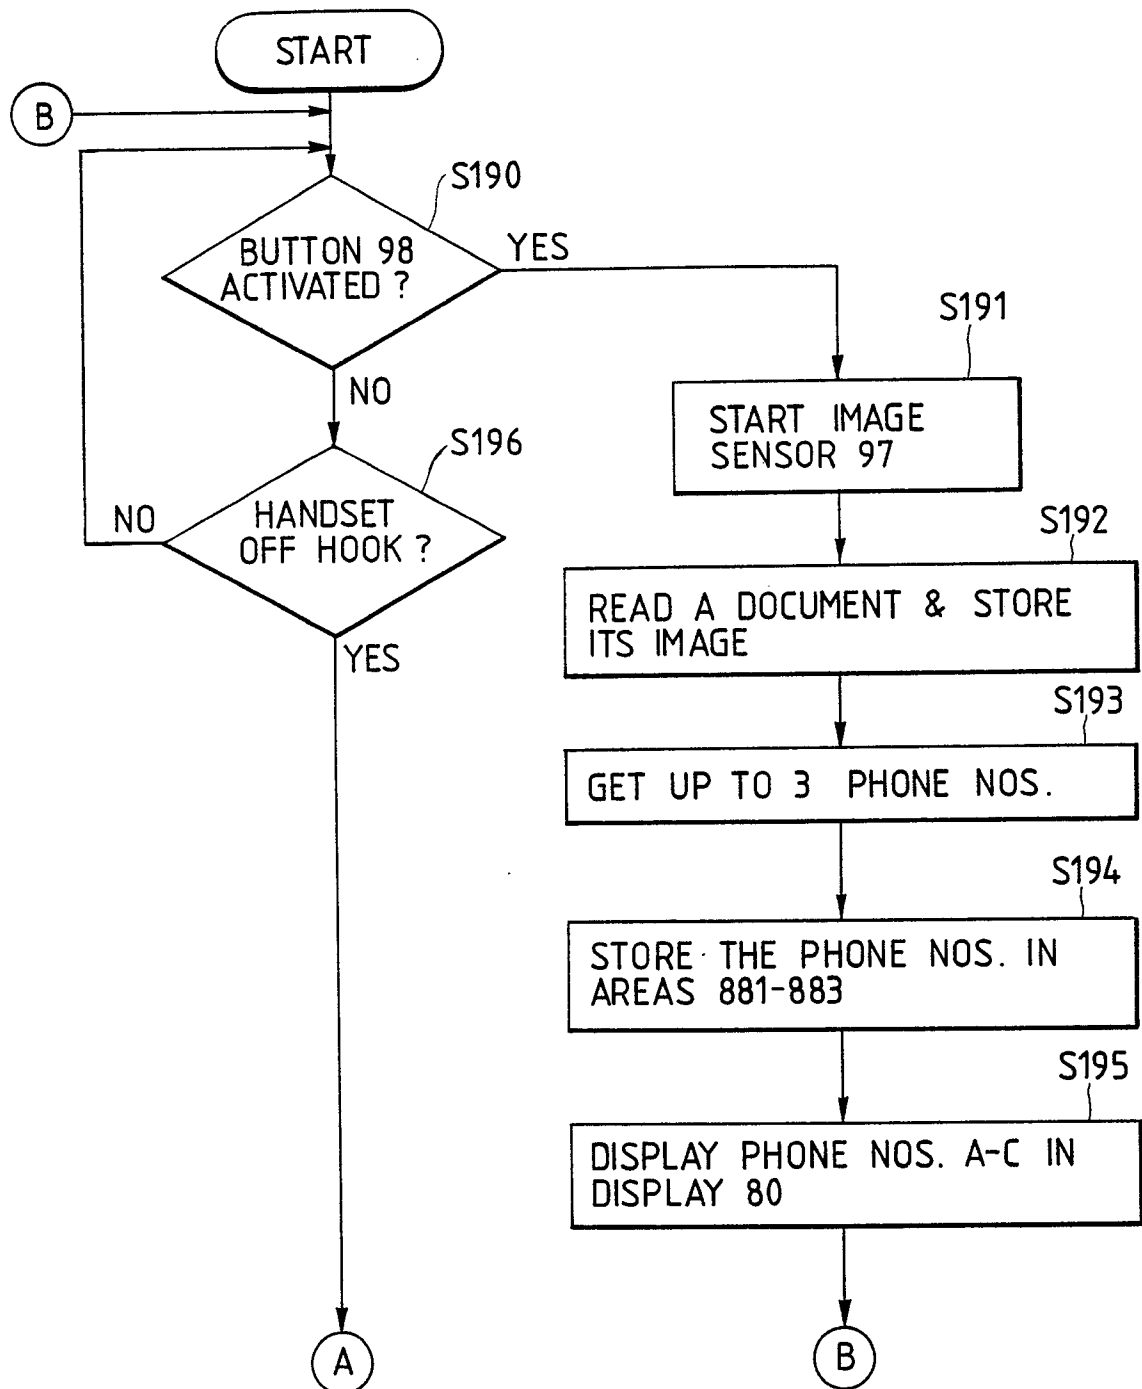 START
B
S190
BUTTON 98
ACTIVATED ?
YES
NO
S191
START IMAGE
SENSOR 97
S196
HANDSET
OFF HOOK ?
NO
YES
S192
READ A DOCUMENT & STORE
ITS IMAGE
S193
GET UP TO 3 PHONE NOS.
S194
STORE THE PHONE NOS. IN
AREAS 881-883
S195
DISPLAY PHONE NOS. A-C IN
DISPLAY 80
A
B